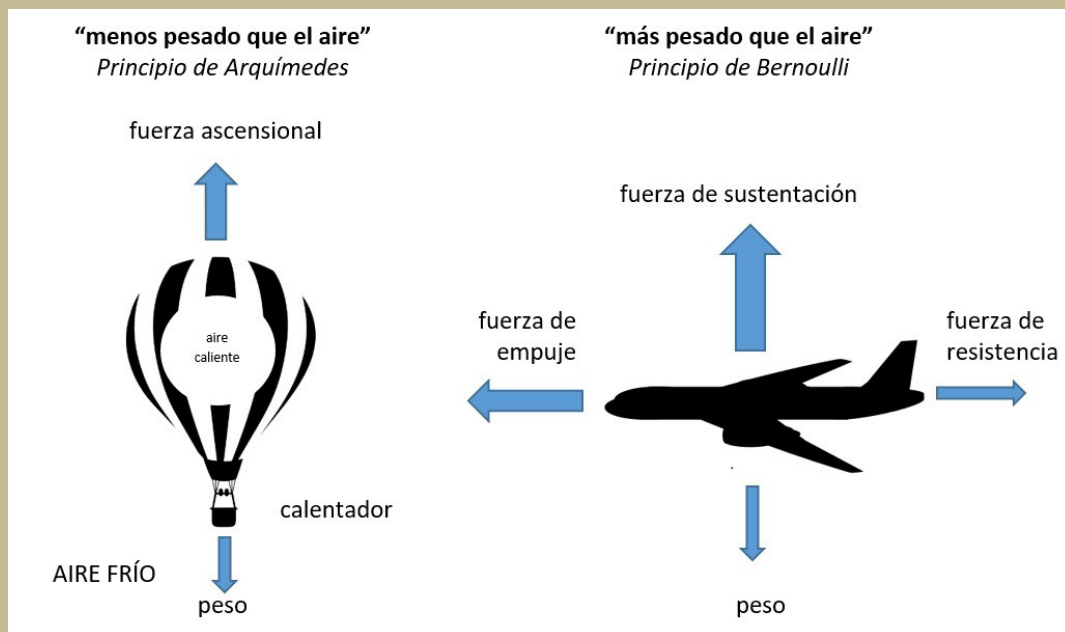 “menos pesado que el aire”
Principio de Arquímedes
fuerza ascensional
aire
caliente
calentador
AIRE FRÍO
peso
“más pesado que el aire”
Principio de Bernoulli
fuerza de sustentación
fuerza de
empuje
fuerza de
resistencia
peso